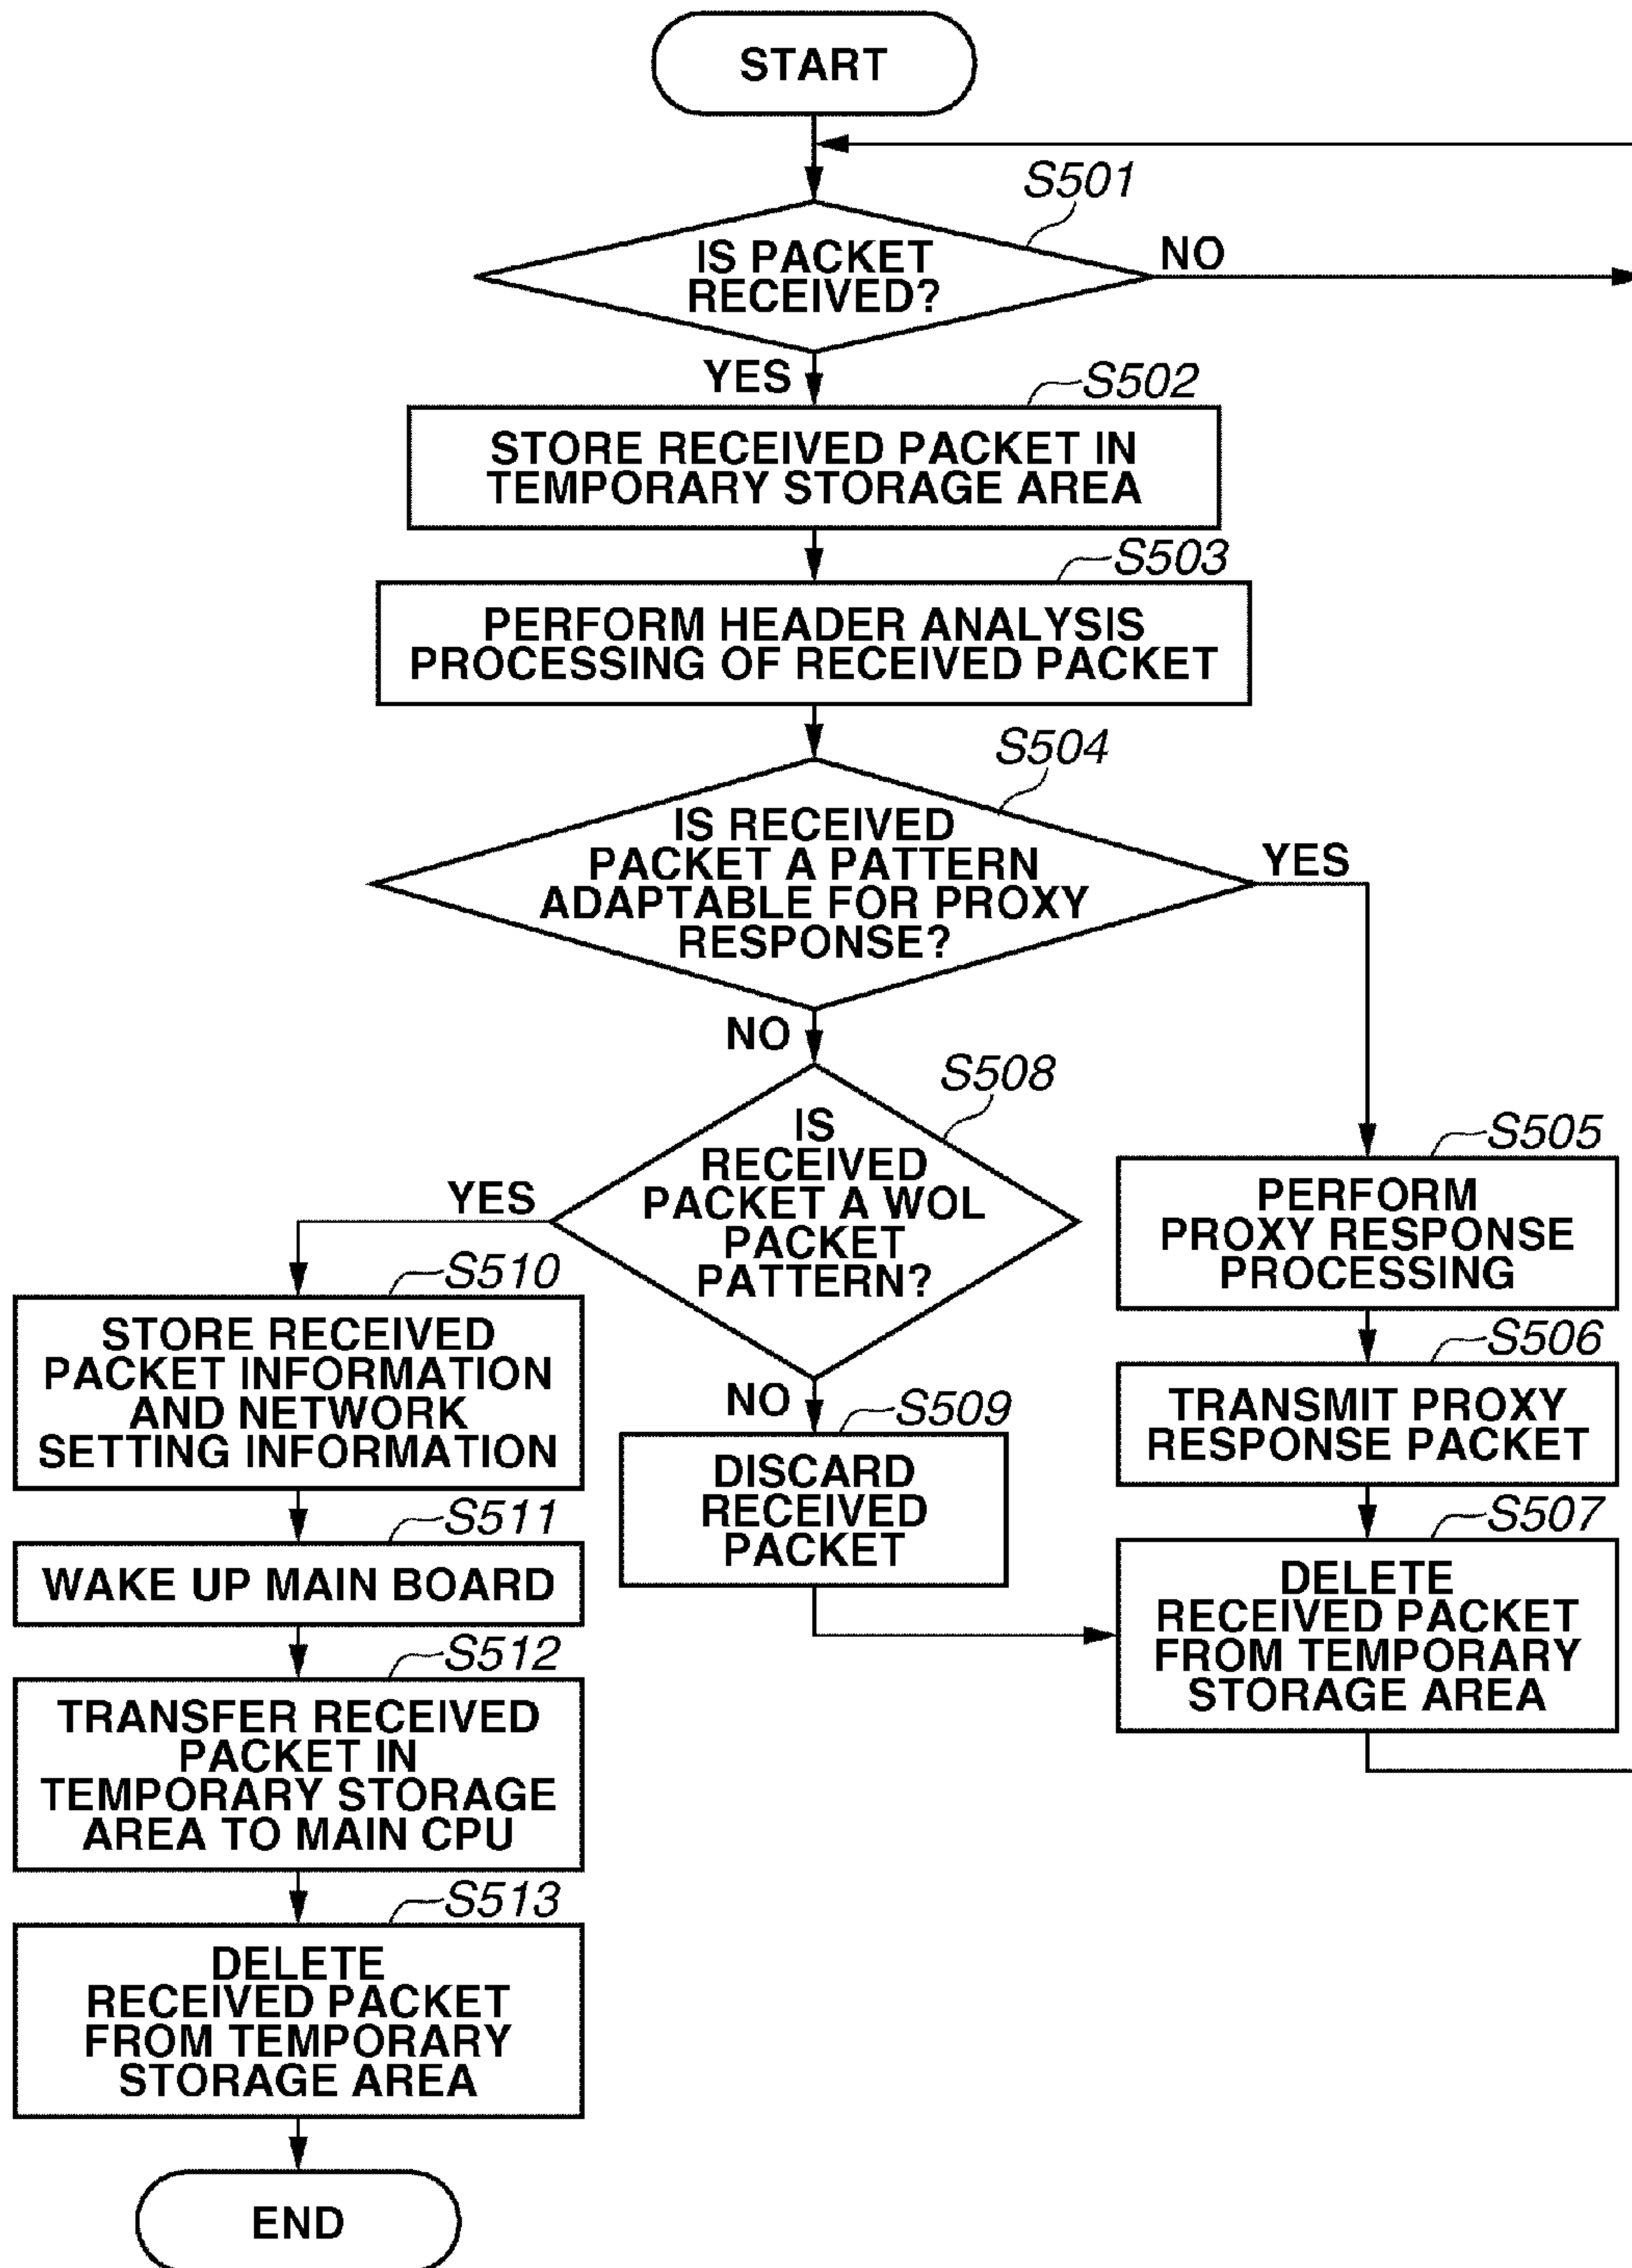 START
S501
IS PACKET
RECEIVED?
NO
YES
S502
STORE RECEIVED PACKET IN
TEMPORARY STORAGE AREA
S503
PERFORM HEADER ANALYSIS
PROCESSING OF RECEIVED PACKET
S504
IS RECEIVED
PACKET A PATTERN
ADAPTABLE FOR PROXY
RESPONSE?
YES
NO
S508
IS
RECEIVED
PACKET A WOL
PACKET
PATTERN?
YES
NO
S505
PERFORM
PROXY RESPONSE
PROCESSING
S506
TRANSMIT PROXY
RESPONSE PACKET
S507
DELETE
RECEIVED PACKET
FROM TEMPORARY
STORAGE AREA
S509
DISCARD
RECEIVED
PACKET
S510
STORE RECEIVED
PACKET INFORMATION
AND NETWORK
SETTING INFORMATION
S511
WAKE UP MAIN BOARD
S512
TRANSFER RECEIVED
PACKET IN
TEMPORARY STORAGE
AREA TO MAIN CPU
S513
DELETE
RECEIVED PACKET
FROM TEMPORARY
STORAGE AREA
END